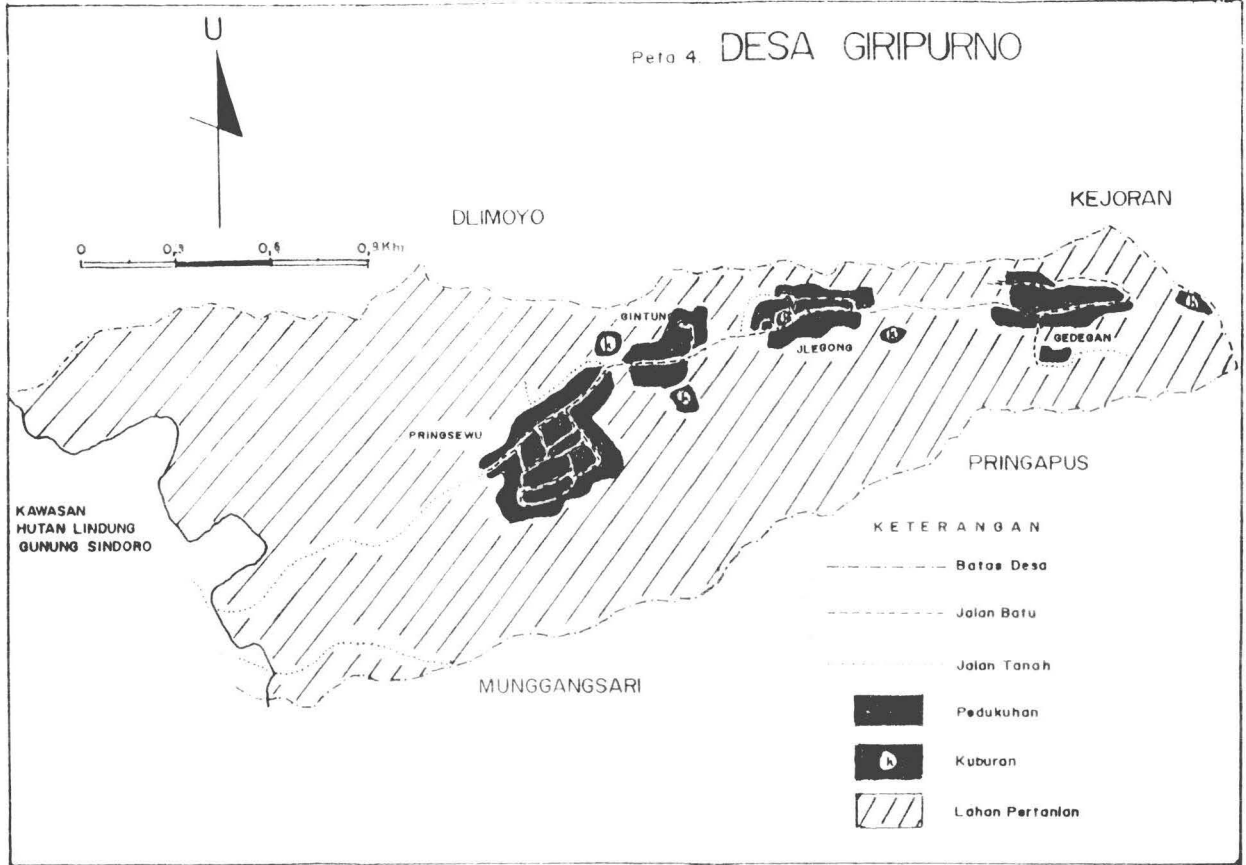 U
Peta 4. DESA GIRIPURNO
KEJORAN
DLIMOYO
0 0,3 0,6 0,9 Km
GINTUNG
k
k
JLEGONG
k
GEDEGAN
k
k
PRINGSEWU
PRINGAPUS
KAWASAN
HUTAN LINDUNG
GUNUNG SINDORO
MUNGGANGSARI
KETERANGAN
Batas Desa
Jalan Batu
Jalan Tanah
Pedukuhan
k Kuburan
Lahan Pertanian